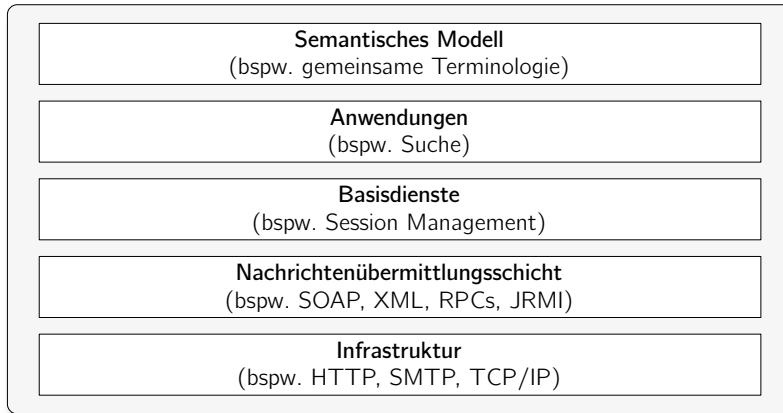 Semantisches Modell
(bspw. gemeinsame Terminologie)
Anwendungen
(bspw. Suche)
Basisdienste
(bspw. Session Management)
Nachrichtenübermittlungsschicht
(bspw. SOAP, XML, RPCs, JRMI)
Infrastruktur
(bspw. HTTP, SMTP, TCP/IP)